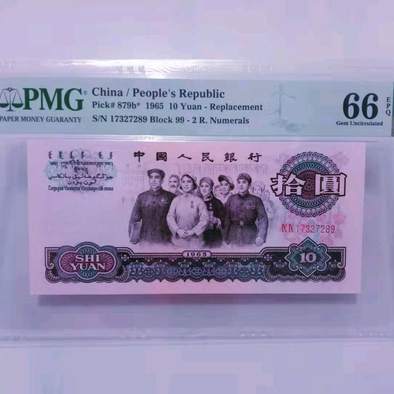 PMG
PAPER MONEY GUARANTY
China / People's Republic
Pick# 879b* 1965 10 Yuan - Replacement
S/N 17327289 Block 99 - 2 R. Numerals
66 EPQ
Gem Uncirculated
中國人民銀行
拾圓
17327289
SHI
YUAN
1965
10